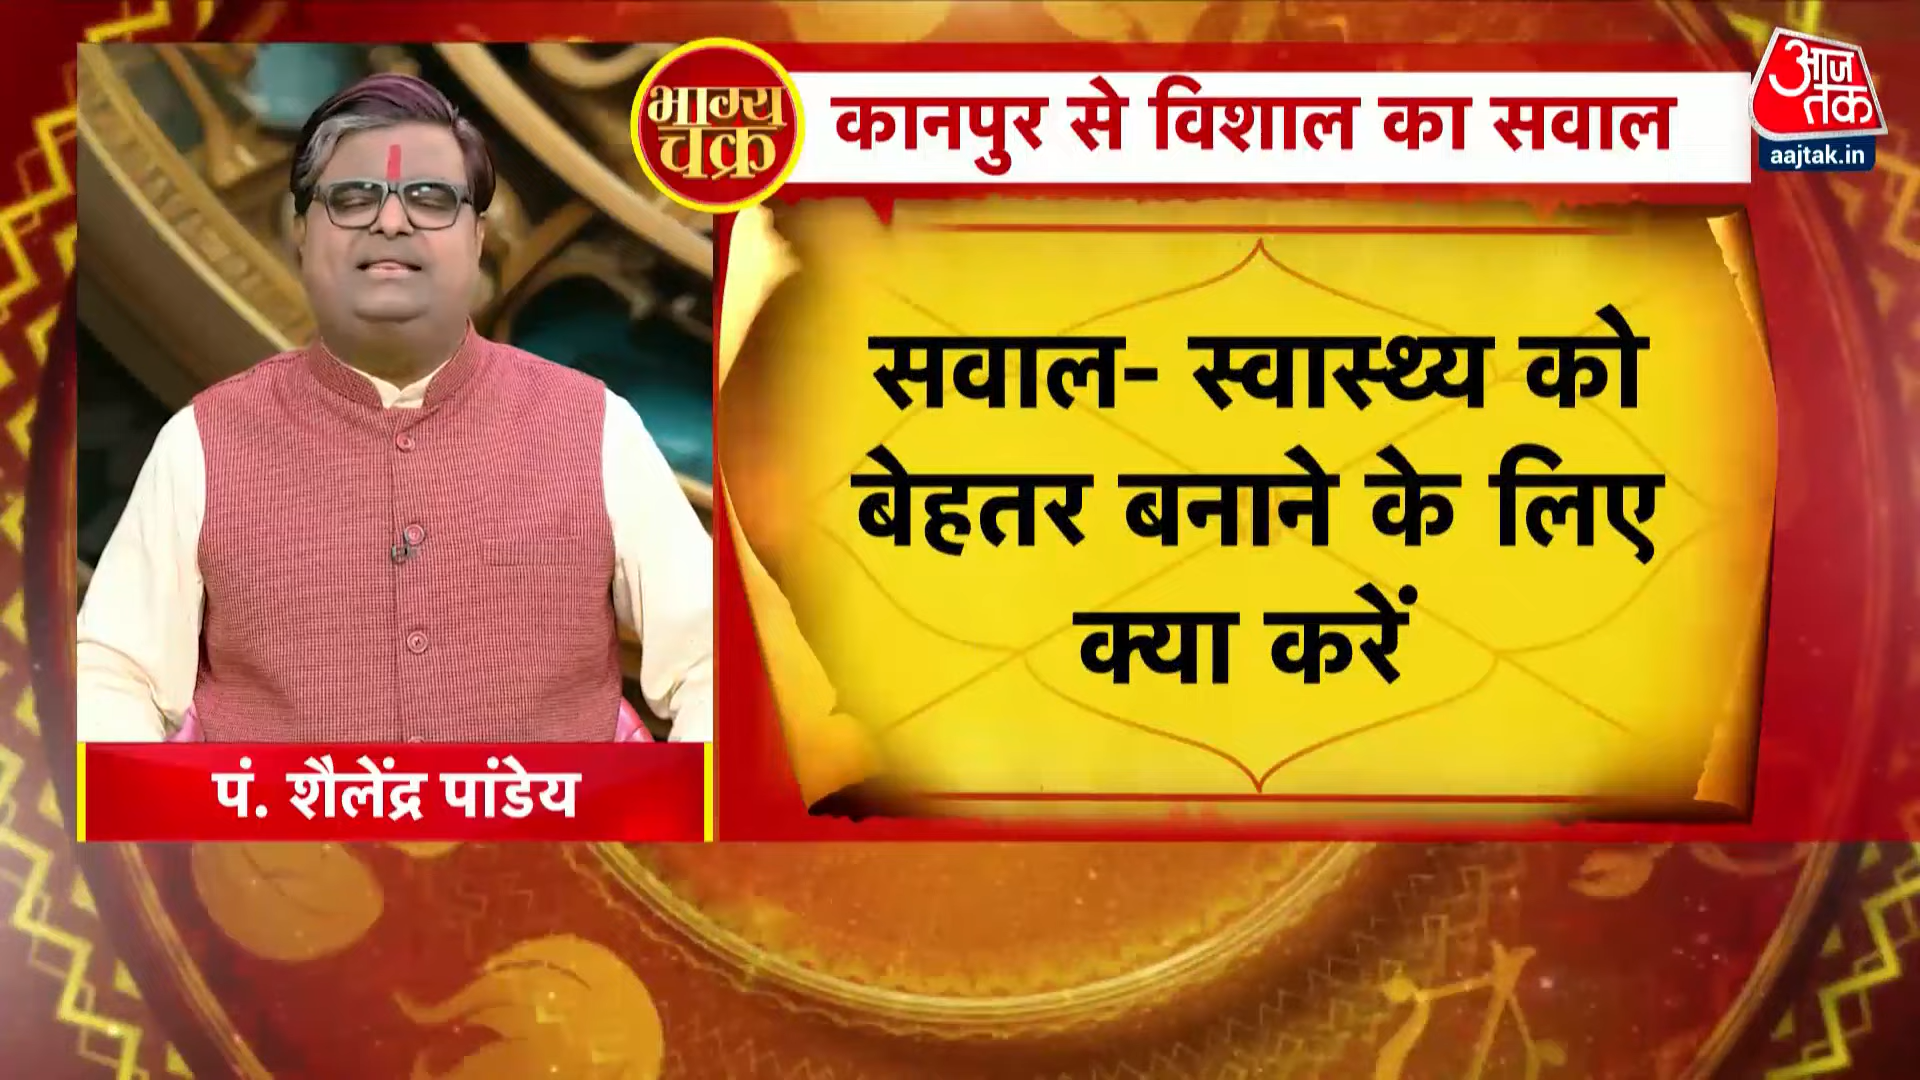 भाग्य
चक्र
कानपुर से विशाल का सवाल
आज
तक
aajtak.in
सवाल- स्वास्थ्य को
बेहतर बनाने के लिए
क्या करें
पं. शैलेंद्र पांडेय